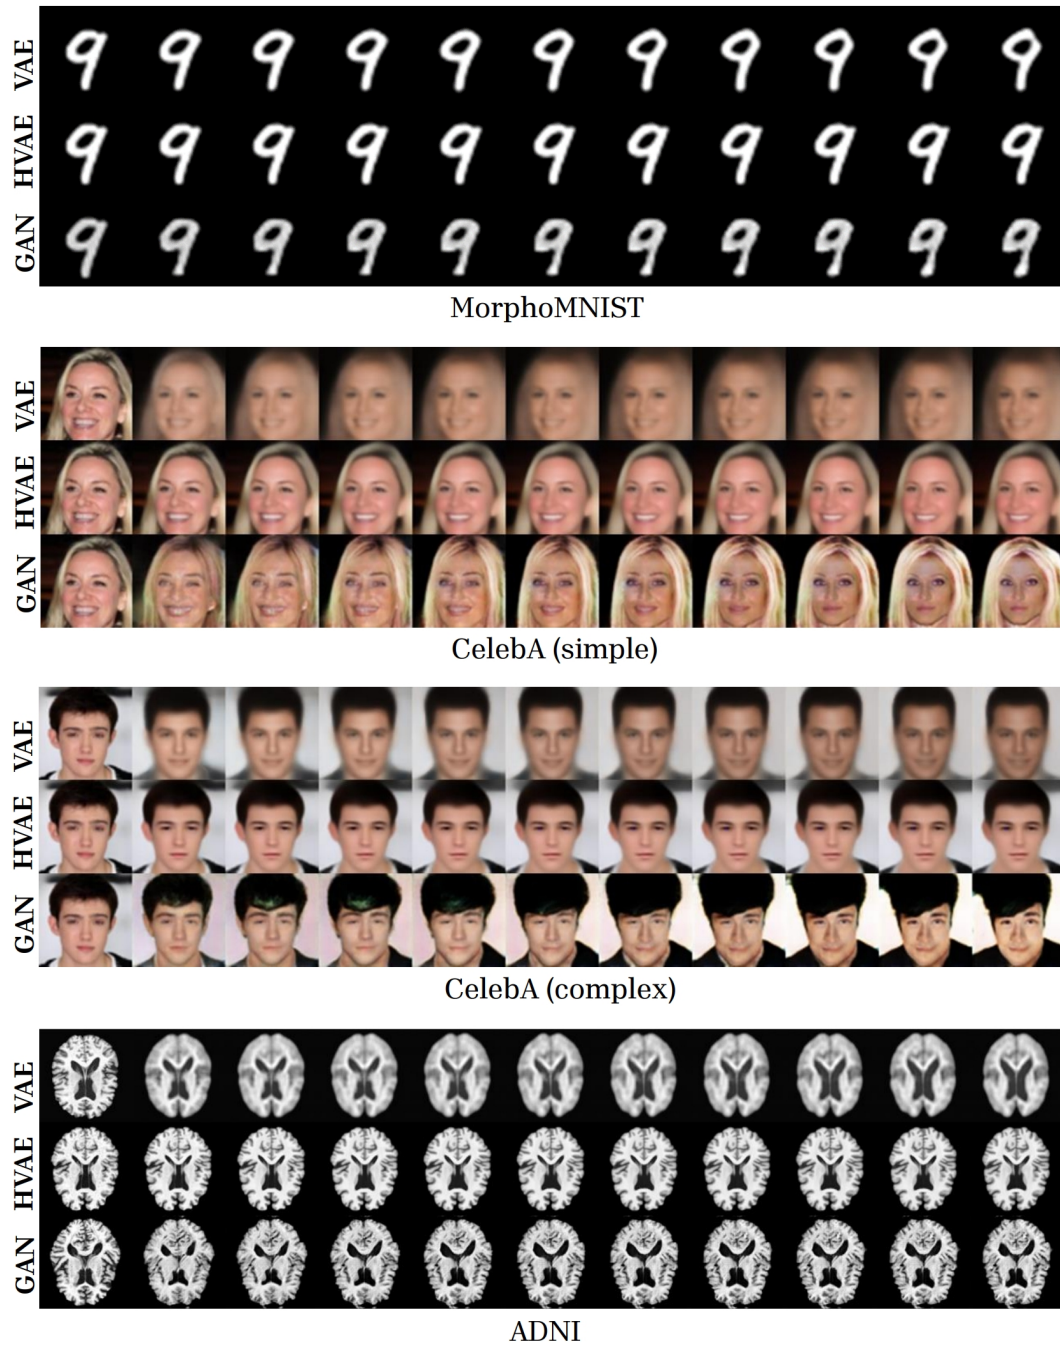 VAE
HVAE
GAN
MorphoMNIST
VAE
HVAE
GAN
CelebA (simple)
VAE
HVAE
GAN
CelebA (complex)
VAE
HVAE
GAN
ADNI